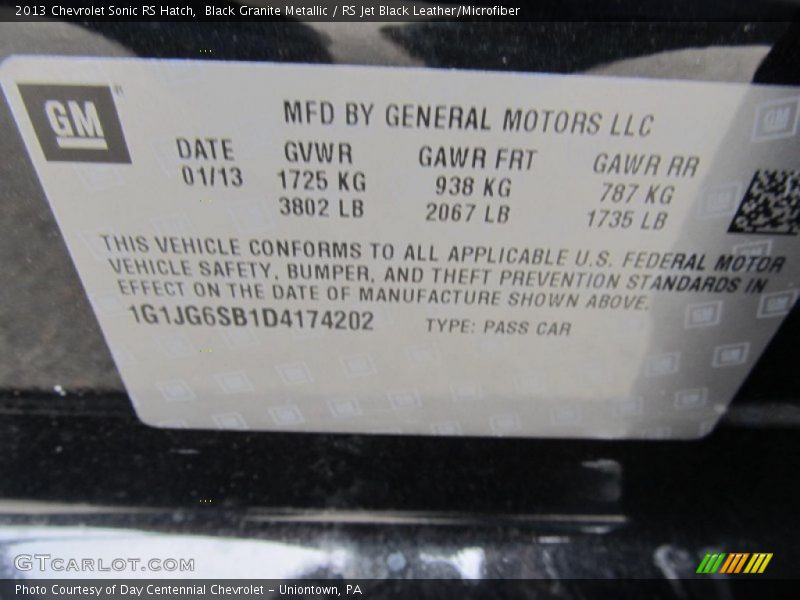 2013 Chevrolet Sonic RS Hatch,  Black Granite Metallic / RS Jet Black Leather/Microfiber
GM
MFD BY GENERAL MOTORS LLC
DATE GVWR GAWR FRT GAWR RR
01/13 1725 KG 938 KG 787 KG
3802 LB 2067 LB 1735 LB
THIS VEHICLE CONFORMS TO ALL APPLICABLE U.S. FEDERAL MOTOR
VEHICLE SAFETY, BUMPER, AND THEFT PREVENTION STANDARDS IN
EFFECT ON THE DATE OF MANUFACTURE SHOWN ABOVE.
1G1JG6SB1D4174202 TYPE: PASS CAR
GTCARLOT.COM
Photo Courtesy of Day Centennial Chevrolet - Uniontown, PA